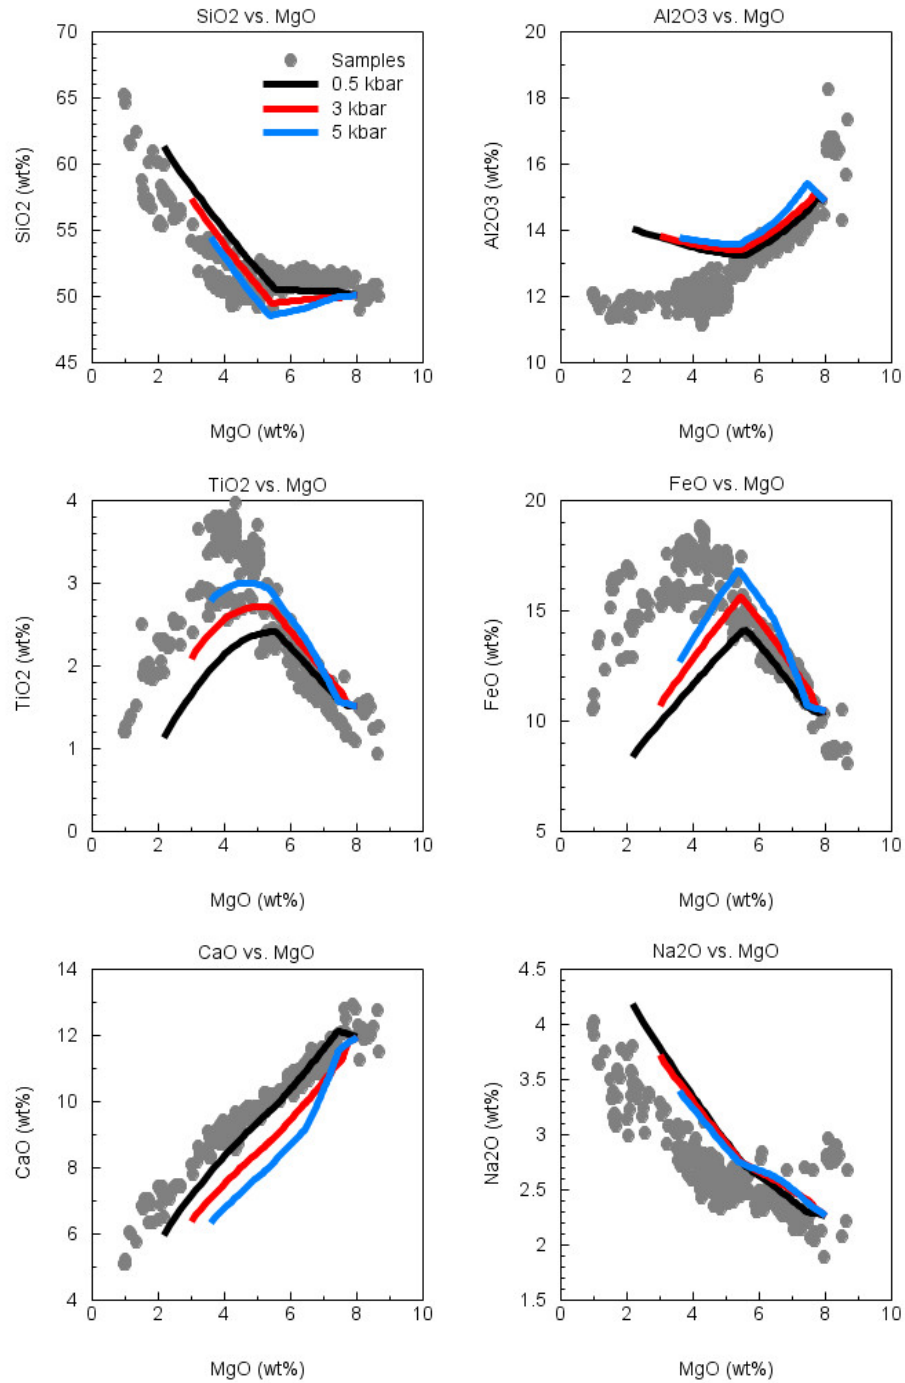 SiO2 vs. MgO
70
65
60
55
50
45
0 2 4 6 8 10
SiO2 (wt%)
MgO (wt%)
Samples
0.5 kbar
3 kbar
5 kbar
Al2O3 vs. MgO
20
18
16
14
12
10
0 2 4 6 8 10
Al2O3 (wt%)
MgO (wt%)
TiO2 vs. MgO
4
3
2
1
0
0 2 4 6 8 10
TiO2 (wt%)
MgO (wt%)
FeO vs. MgO
20
15
10
5
0 2 4 6 8 10
FeO (wt%)
MgO (wt%)
CaO vs. MgO
14
12
10
8
6
4
0 2 4 6 8 10
CaO (wt%)
MgO (wt%)
Na2O vs. MgO
4.5
4
3.5
3
2.5
2
1.5
0 2 4 6 8 10
Na2O (wt%)
MgO (wt%)